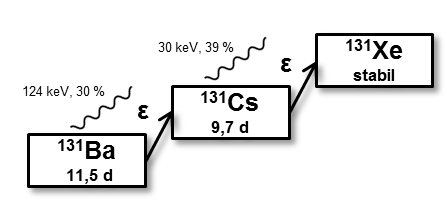 30 keV, 39 %
ε
¹³¹Xe
stabil
124 keV, 30 %
ε
¹³¹Cs
9,7 d
¹³¹Ba
11,5 d